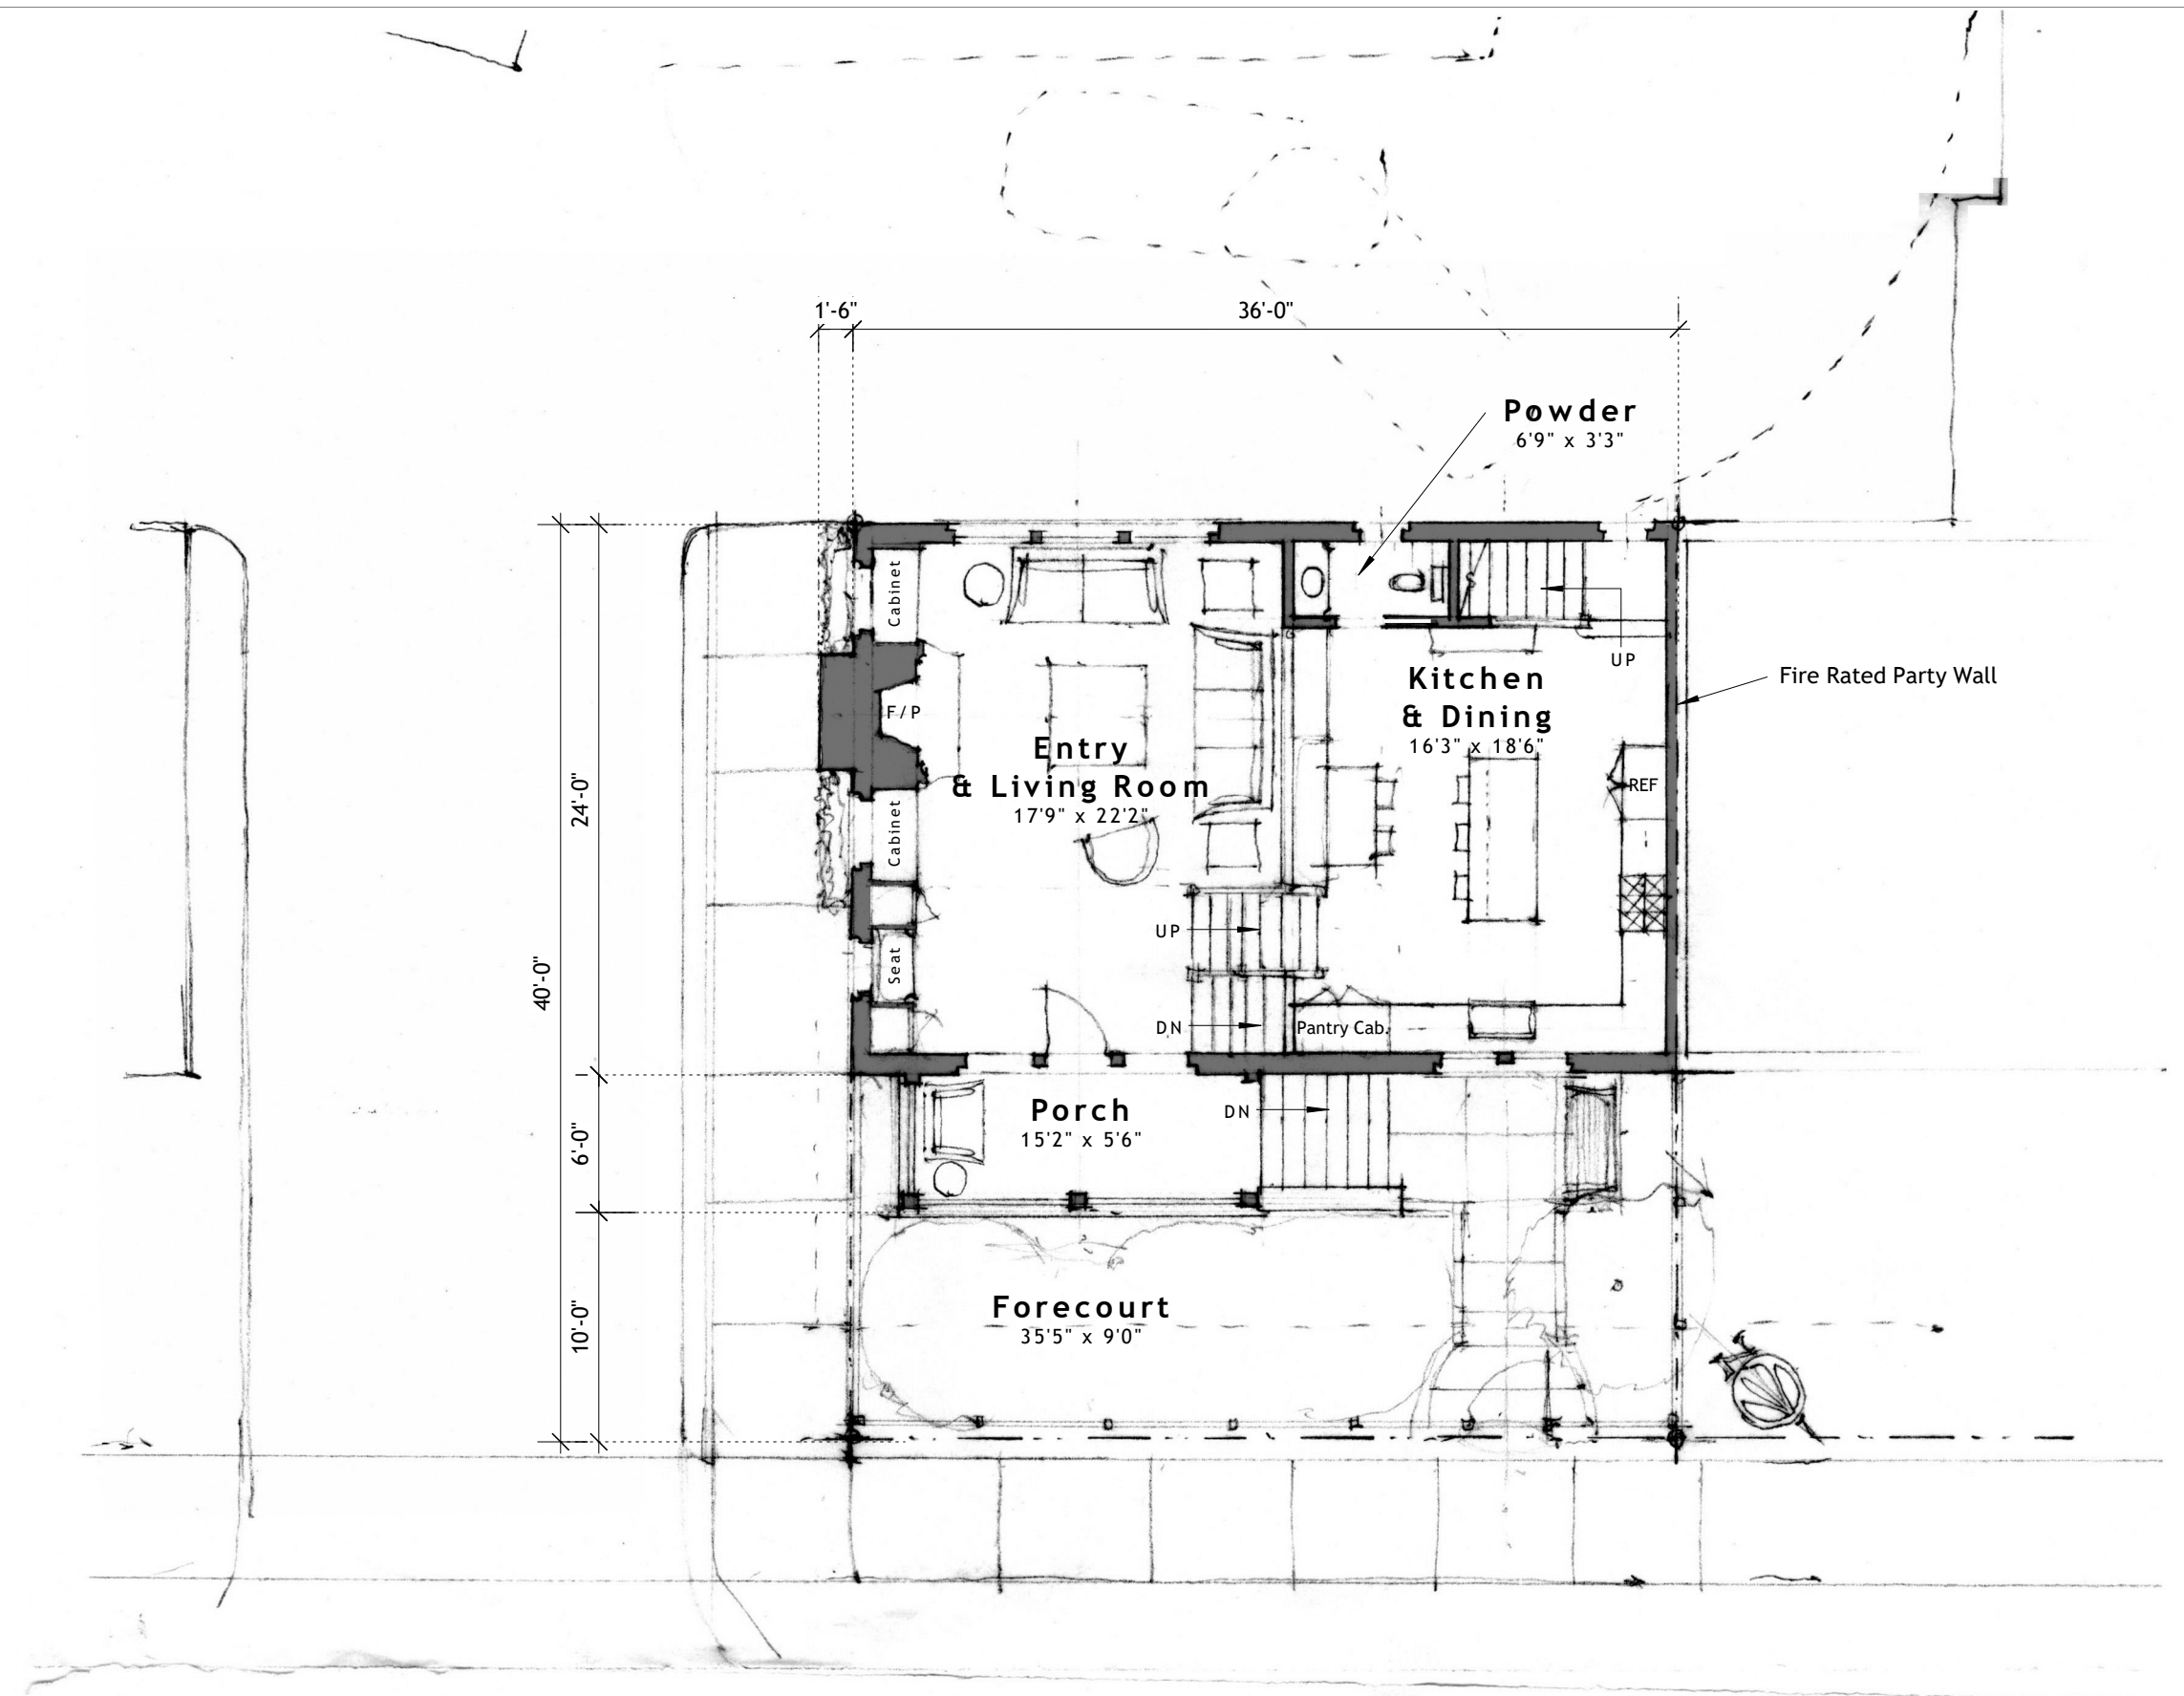 1'-6"
36'-0"
Powder
6'9" x 3'3"
Cabinet
UP
Kitchen
& Dining
16'3" x 18'6"
Fire Rated Party Wall
F/P
Entry
& Living Room
17'9" x 22'2"
REF
24'-0"
Cabinet
UP
Seat
40'-0"
DN
Pantry Cab.
Porch
15'2" x 5'6"
DN
6'-0"
Forecourt
35'5" x 9'0"
10'-0"